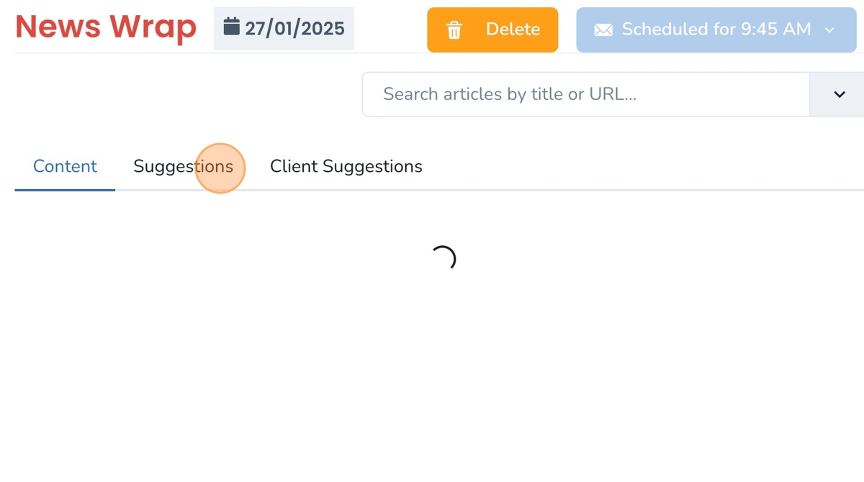 News Wrap 27/01/2025 Delete Scheduled for 9:45 AM
Search articles by title or URL...
Content Suggestions Client Suggestions